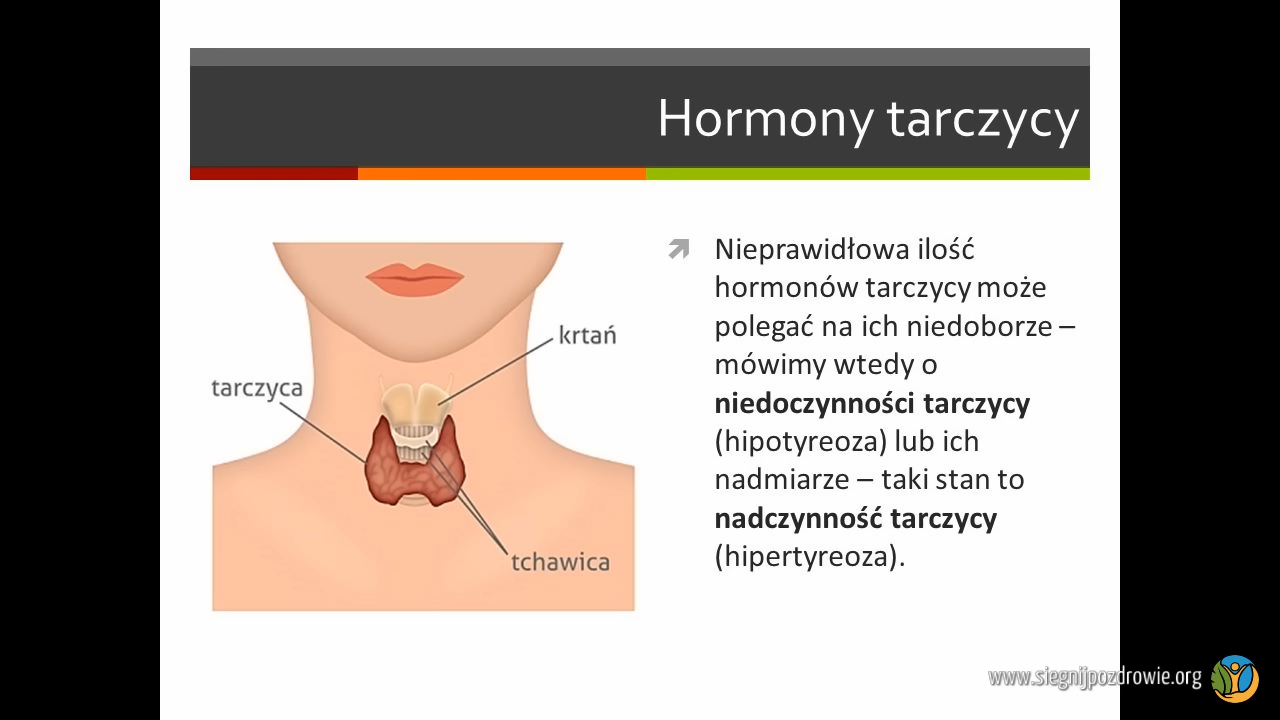 Hormony tarczycy
krtań
tarczyca
tchawica
Nieprawidłowa ilość
hormonów tarczycy może
polegać na ich niedoborze –
mówimy wtedy o
niedoczynności tarczycy
(hipotyreoza) lub ich
nadmiarze – taki stan to
nadczynność tarczycy
(hipertyreoza).
www.siegnijpozdrowie.org